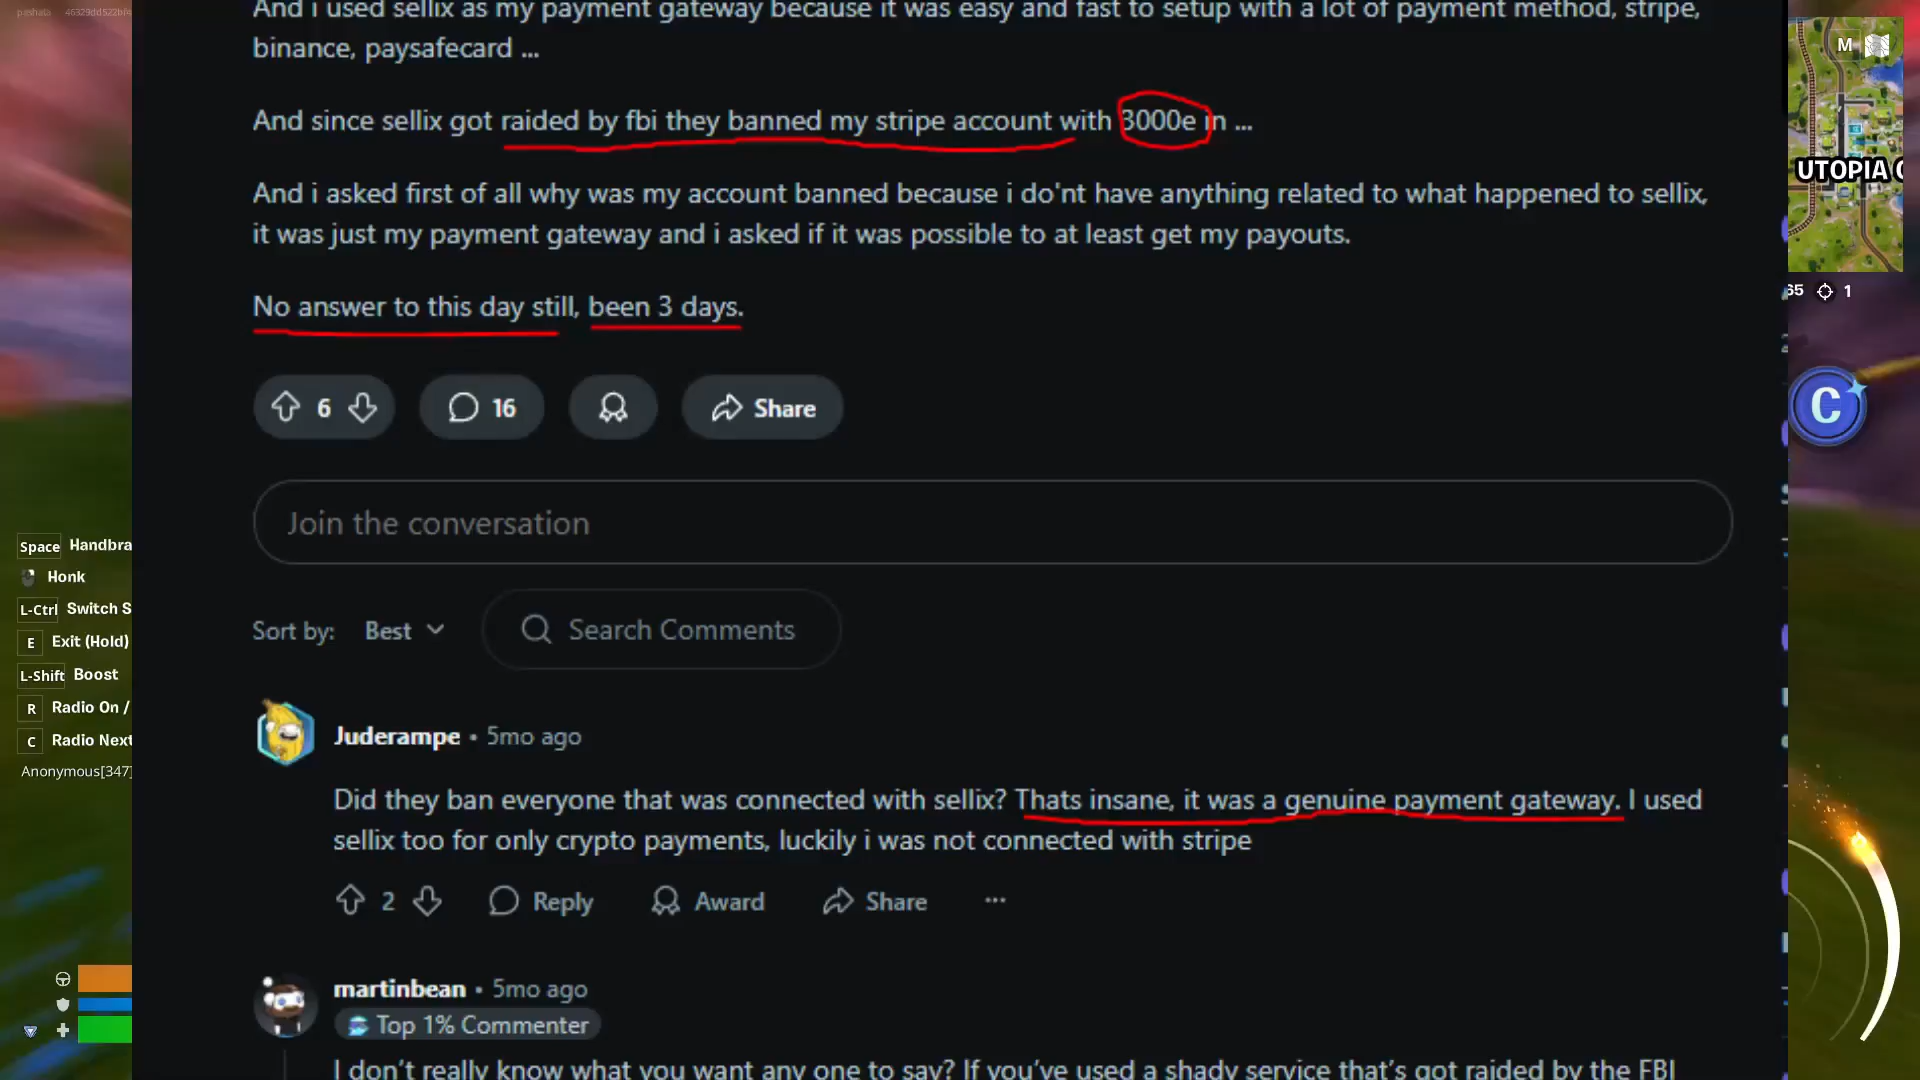 And i used sellix as my payment gateway because it was easy and fast to setup with a lot of payment method, stripe,
binance, paysafecard ...
And since sellix got raided by fbi they banned my stripe account with 3000e in ...
And i asked first of all why was my account banned because i do'nt have anything related to what happened to sellix,
it was just my payment gateway and i asked if it was possible to at least get my payouts.
No answer to this day still, been 3 days.
6
16
Share
Join the conversation
Sort by: Best
Search Comments
Juderampe • 5mo ago
Did they ban everyone that was connected with sellix? Thats insane, it was a genuine payment gateway. I used
sellix too for only crypto payments, luckily i was not connected with stripe
2
Reply
Award
Share
...
martinbean • 5mo ago
Top 1% Commenter
I don't really know what you want any one to say? If you've used a shady service that's got raided by the FBI
M
UTOPIA C
65
1
C
Space Handbra
Honk
L-Ctrl Switch S
E Exit (Hold)
L-Shift Boost
R Radio On /
C Radio Next
Anonymous[347]